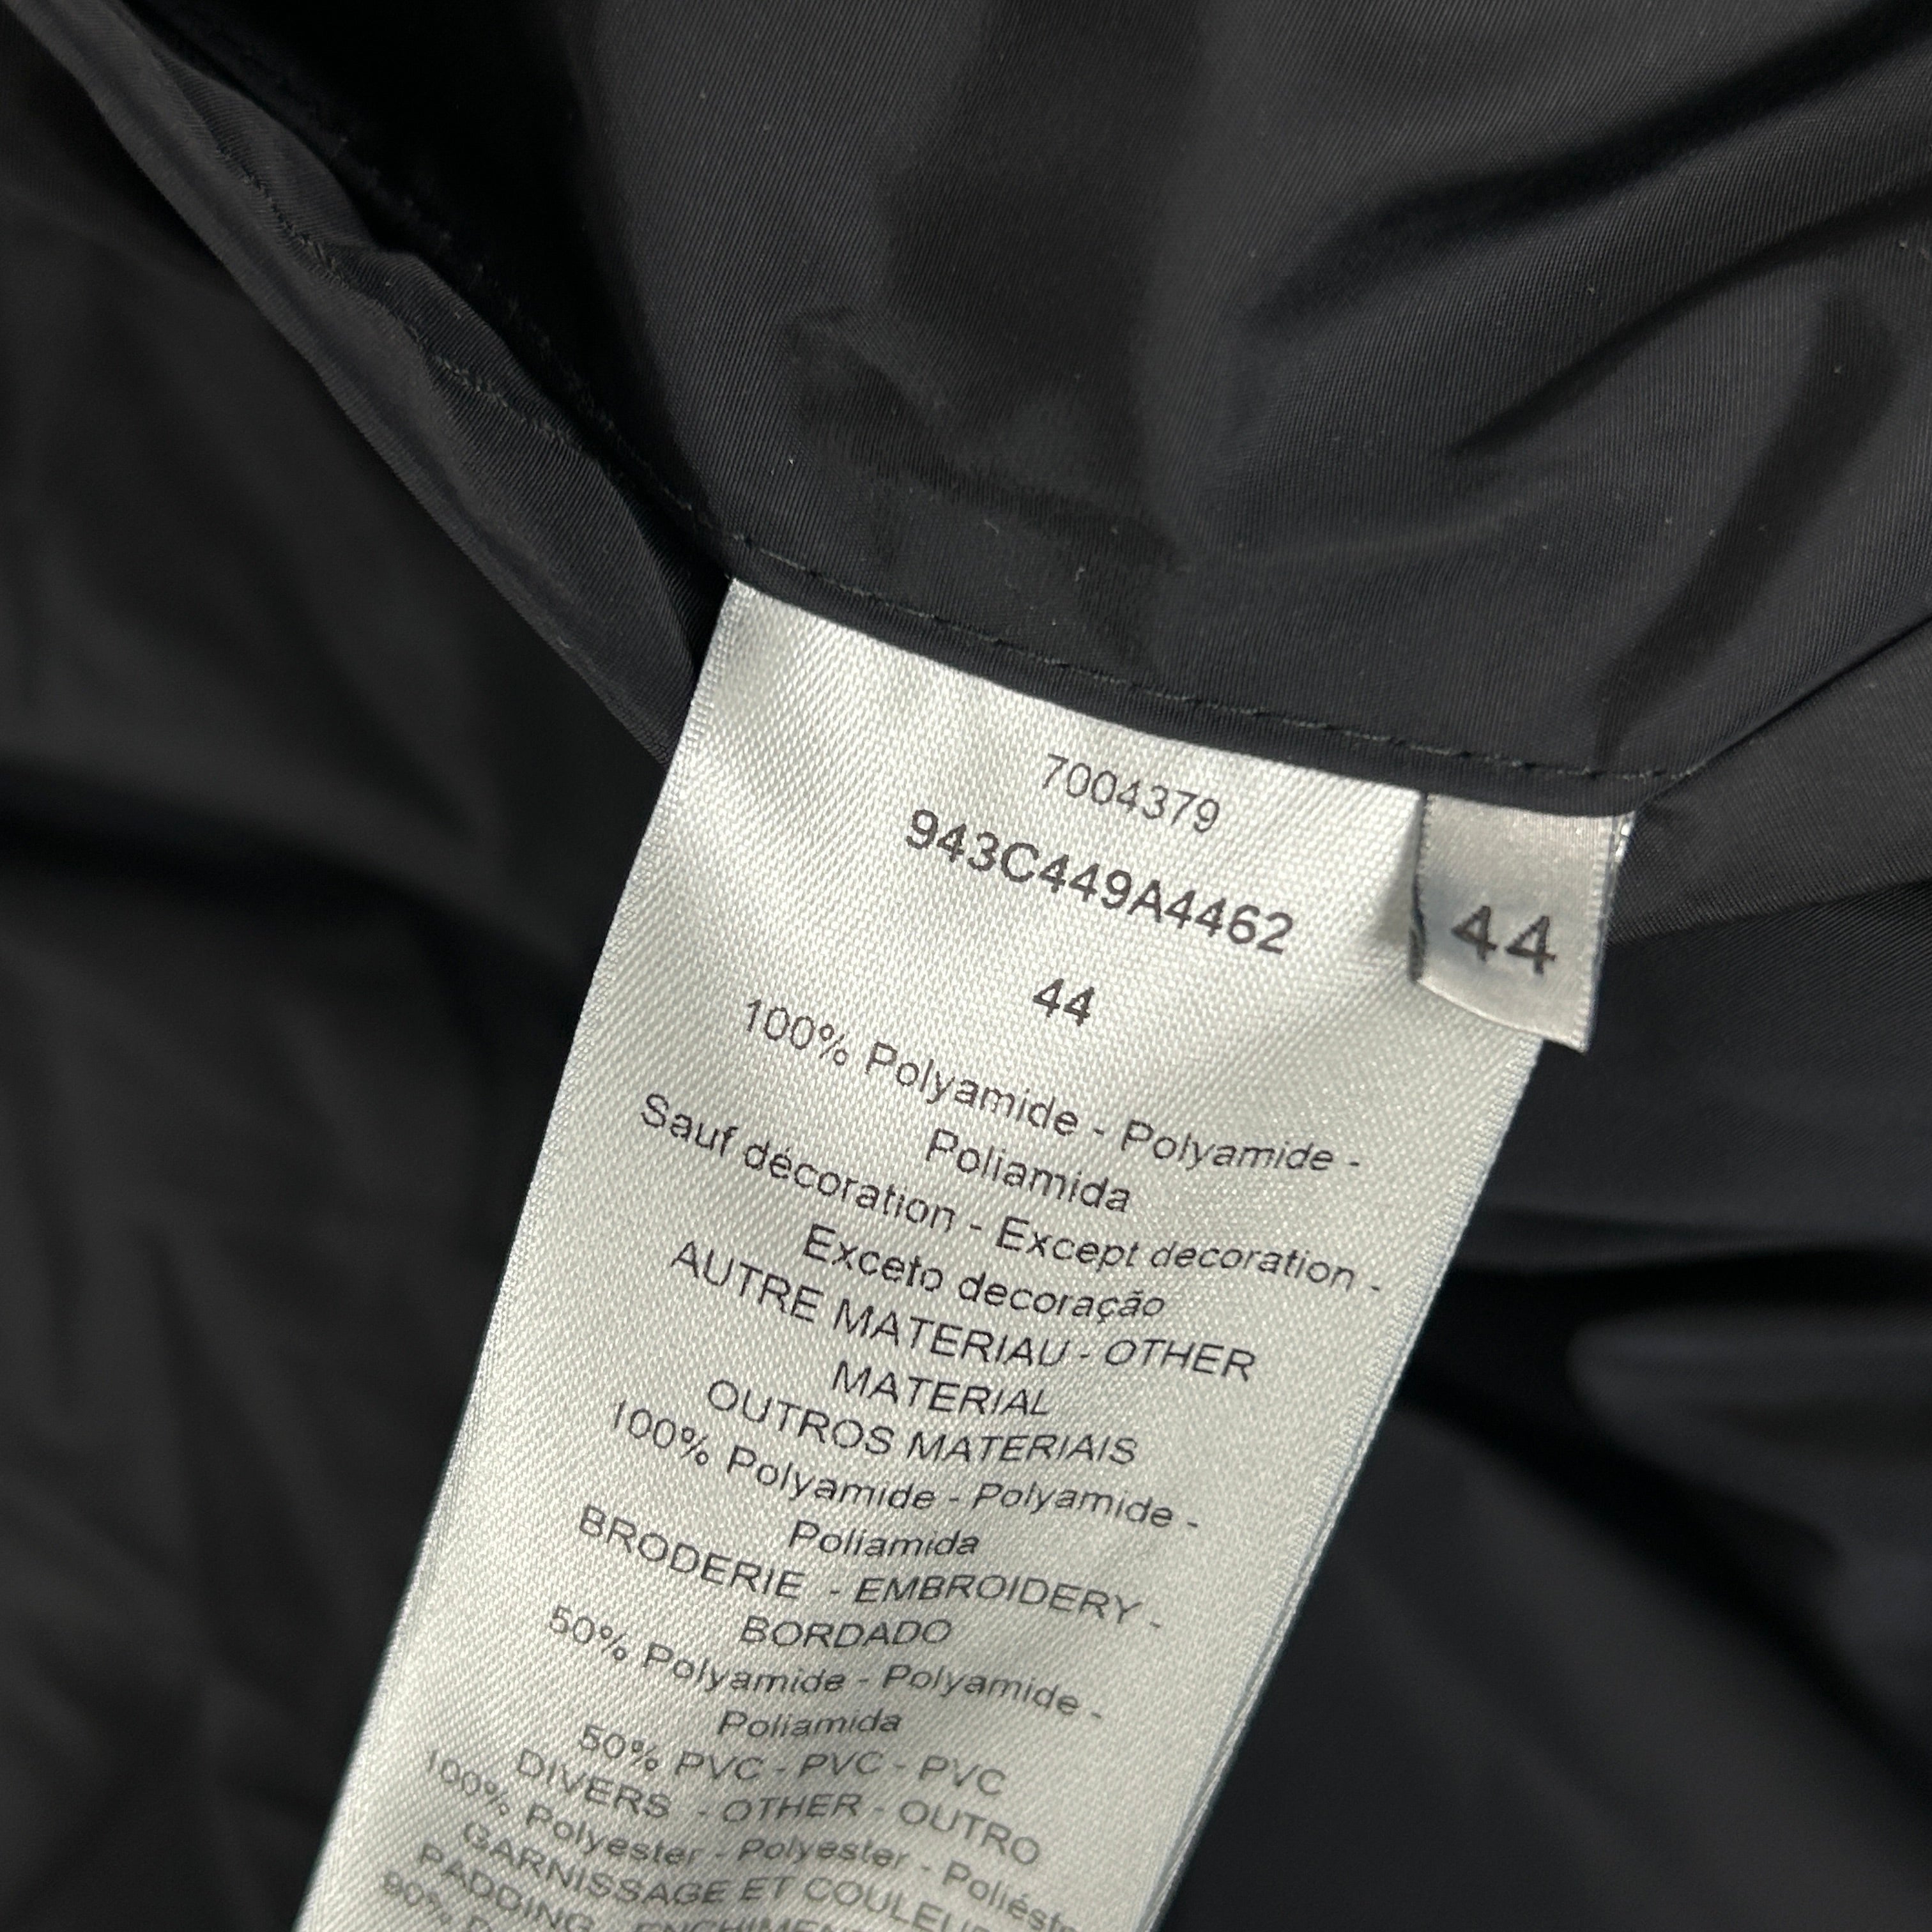 7004379
943C449A4462
44
44
100% Polyamide - Polyamide -
Poliamida
Sauf décoration - Except decoration -
Exceto decoração
AUTRE MATERIAU - OTHER
MATERIAL
OUTROS MATERIAIS
100% Polyamide - Polyamide -
Poliamida
BRODERIE - EMBROIDERY -
BORDADO
50% Polyamide - Polyamide -
Poliamida
50% PVC - PVC - PVC
DIVERS - OTHER - OUTRO
100% Polyester - Polyester -
GARNISSAGE ET
PADDING -
90%